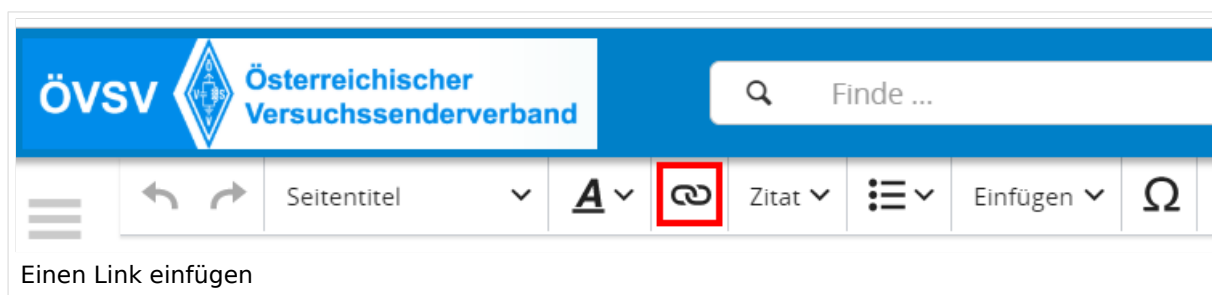 ÖVSV
Österreichischer
Versuchssenderverband
Finde ...
Seitentitel A Zitat Einfügen Ω
Einen Link einfügen